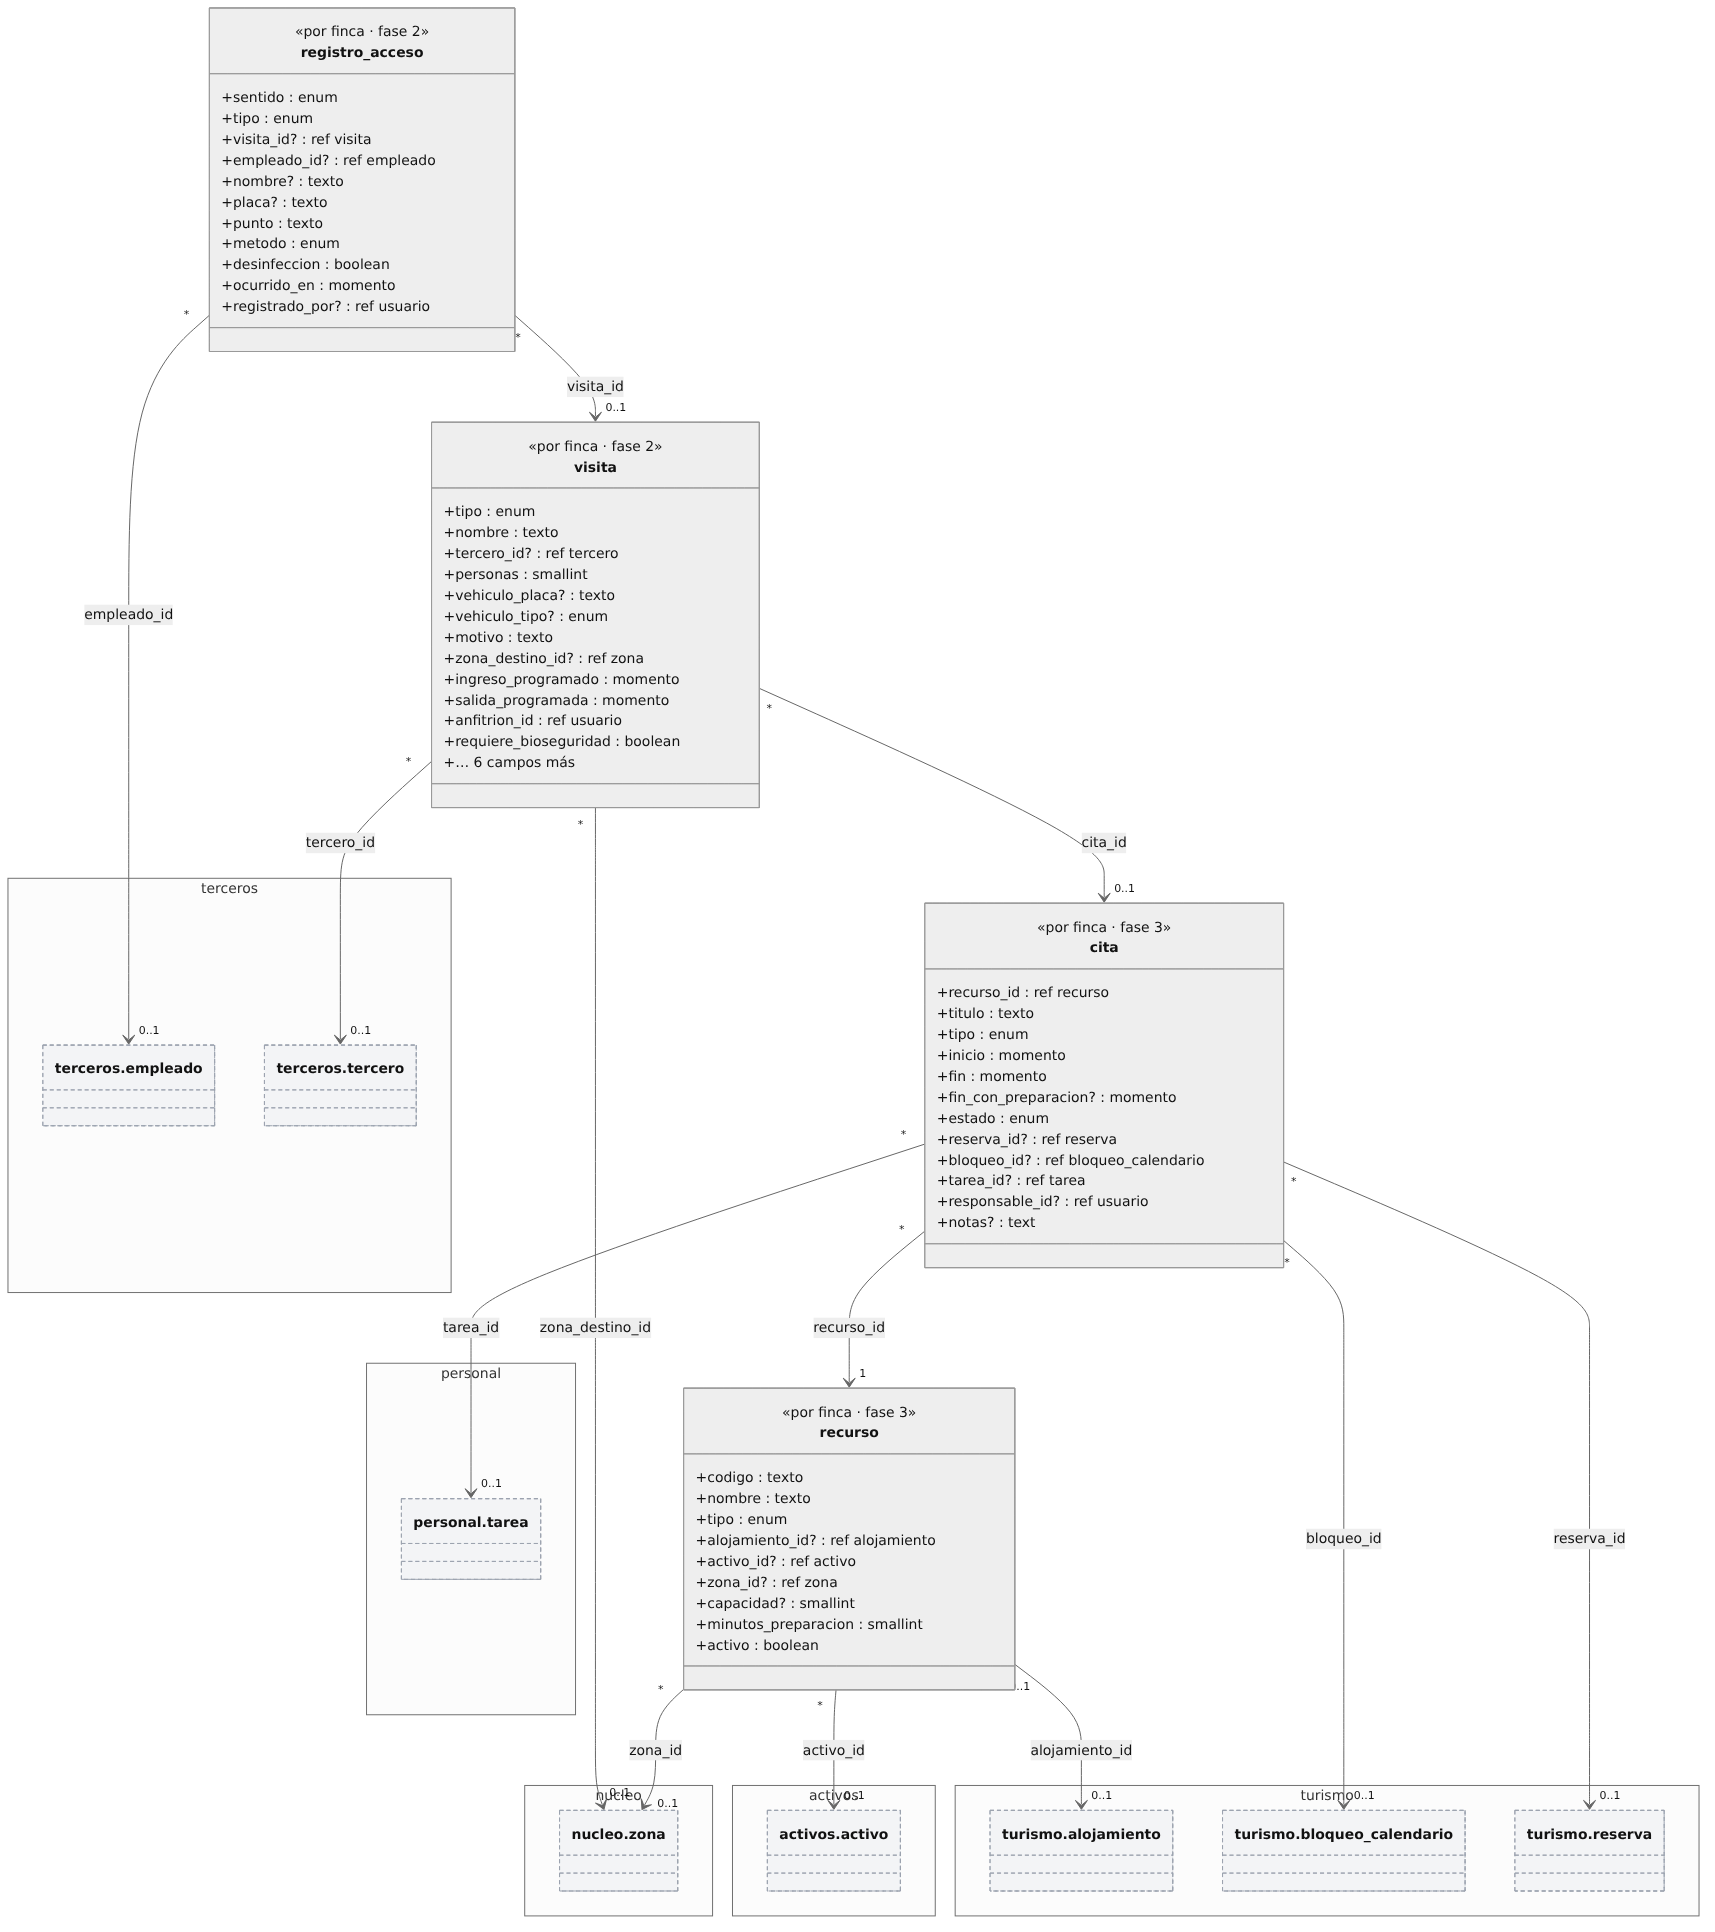 «por finca · fase 2»
registro_acceso
+sentido : enum
+tipo : enum
+visita_id? : ref visita
+empleado_id? : ref empleado
+nombre? : texto
+placa? : texto
+punto : texto
+metodo : enum
+desinfeccion : boolean
+ocurrido_en : momento
+registrado_por? : ref usuario
*
*
visita_id
0..1
«por finca · fase 2»
visita
+tipo : enum
+nombre : texto
+tercero_id? : ref tercero
+personas : smallint
+vehiculo_placa? : texto
+vehiculo_tipo? : enum
+motivo : texto
+zona_destino_id? : ref zona
+ingreso_programado : momento
+salida_programada : momento
+anfitrion_id : ref usuario
+requiere_bioseguridad : boolean
+... 6 campos más
empleado_id
*
*
*
tercero_id
cita_id
0..1
terceros
0..1
0..1
terceros.empleado
terceros.tercero
«por finca · fase 3»
cita
+recurso_id : ref recurso
+titulo : texto
+tipo : enum
+inicio : momento
+fin : momento
+fin_con_preparacion? : momento
+estado : enum
+reserva_id? : ref reserva
+bloqueo_id? : ref bloqueo_calendario
+tarea_id? : ref tarea
+responsable_id? : ref usuario
+notas? : text
*
*
*
*
tarea_id
zona_destino_id
recurso_id
1
personal
0..1
personal.tarea
«por finca · fase 3»
recurso
+codigo : texto
+nombre : texto
+tipo : enum
+alojamiento_id? : ref alojamiento
+activo_id? : ref activo
+zona_id? : ref zona
+capacidad? : smallint
+minutos_preparacion : smallint
+activo : boolean
bloqueo_id
reserva_id
*
*
..1
zona_id
activo_id
alojamiento_id
nucleo
activos
turismo
0..1
0..1
0..1
0..1
0..1
0..1
nucleo.zona
activos.activo
turismo.alojamiento
turismo.bloqueo_calendario
turismo.reserva